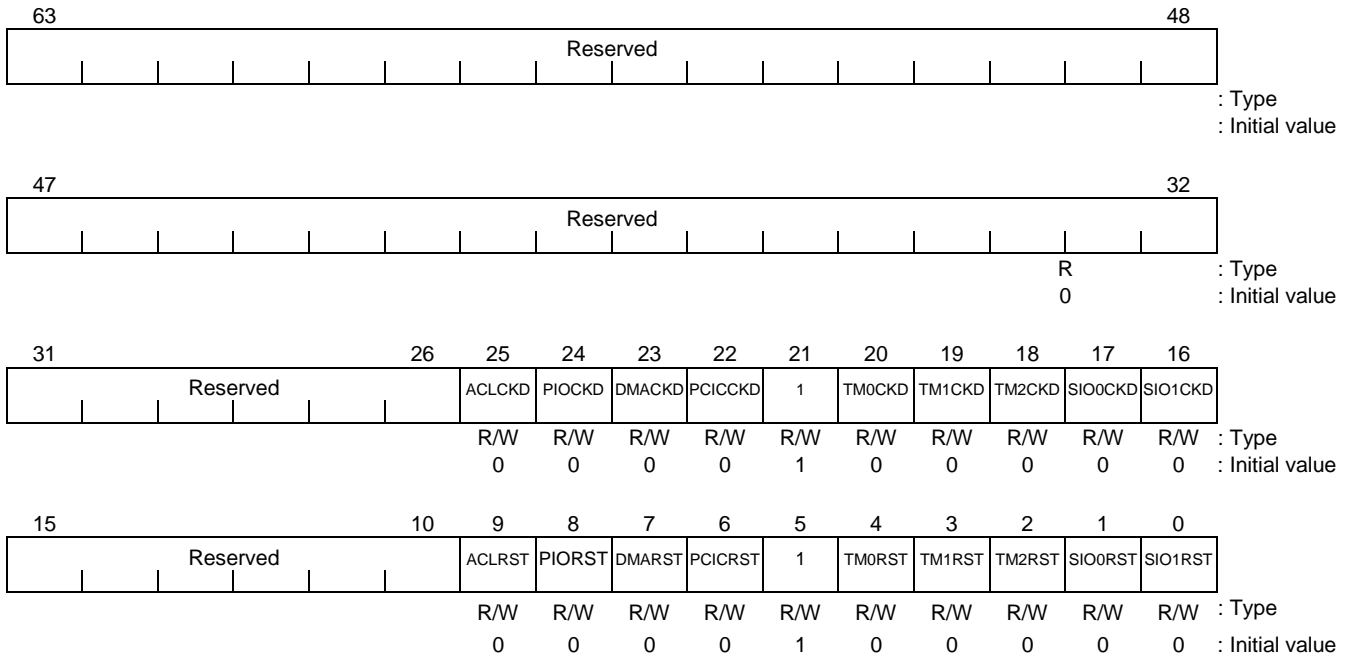 63 48
Reserved
: Type
: Initial value
47 32
Reserved
R : Type
0 : Initial value
31 26 25 24 23 22 21 20 19 18 17 16
Reserved ACLCKD PIOCKD DMACKD PCICCKD 1 TM0CKD TM1CKD TM2CKD SIO0CKD SIO1CKD
R/W R/W R/W R/W R/W R/W R/W R/W R/W R/W : Type
0 0 0 0 1 0 0 0 0 0 : Initial value
15 10 9 8 7 6 5 4 3 2 1 0
Reserved ACLRST PIORST DMARST PCICRST 1 TM0RST TM1RST TM2RST SIO0RST SIO1RST
R/W R/W R/W R/W R/W R/W R/W R/W R/W R/W : Type
0 0 0 0 1 0 0 0 0 0 : Initial value